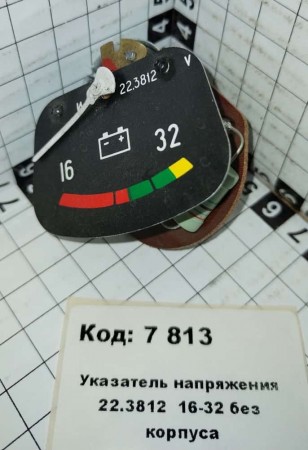 V
22.3812
16
32
Код: 7 813
Указатель напряжения
22.3812 16-32 без
корпуса